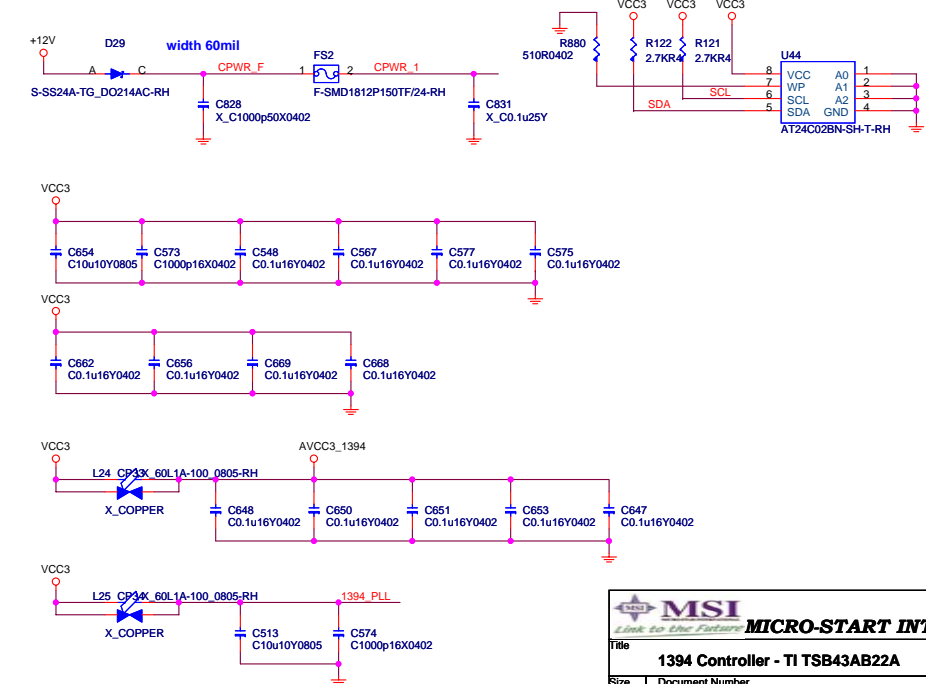 VCC3 VCC3 VCC3
+12V D29 width 60mil
FS2
A C CPWR_F 1 2 CPWR_1
S-SS24A-TG_DO214AC-RH
F-SMD1812P150TF/24-RH
C828
X_C1000p50X0402
C831
X_C0.1u25Y
R880
510R0402
R122
2.7KR4
R121
2.7KR4
U44
8 VCC A0 1
7 WP A1 2
SCL 6 SCL A2 3
SDA 5 SDA GND 4
AT24C02BN-SH-T-RH
VCC3
C654 C573 C548 C567 C577 C575
C10u10Y0805 C1000p16X0402 C0.1u16Y0402 C0.1u16Y0402 C0.1u16Y0402 C0.1u16Y0402
VCC3
C662 C656 C669 C668
C0.1u16Y0402 C0.1u16Y0402 C0.1u16Y0402 C0.1u16Y0402
VCC3 AVCC3_1394
L24 CP33 X_60L1A-100_0805-RH
X_COPPER
C648 C650 C651 C653 C647
C0.1u16Y0402 C0.1u16Y0402 C0.1u16Y0402 C0.1u16Y0402 C0.1u16Y0402
VCC3
L25 CP34 X_60L1A-100_0805-RH 1394_PLL
X_COPPER
C513 C574
C10u10Y0805 C1000p16X0402
MSI
Link to the Future
MICRO-START INT
Title
1394 Controller - TI TSB43AB22A
Size Document Number